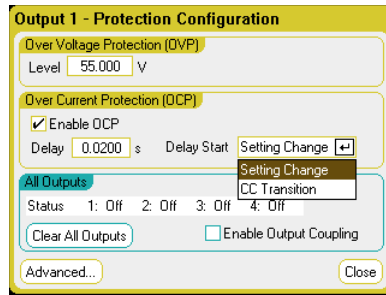 Output 1 - Protection Configuration
Over Voltage Protection (OVP)
Level 55.000 V
Over Current Protection (OCP)
Enable OCP
Delay 0.0200 s Delay Start Setting Change
Setting Change
CC Transition
All Outputs
Status 1: Off 2: Off 3: Off 4: Off
Clear All Outputs Enable Output Coupling
Advanced... Close